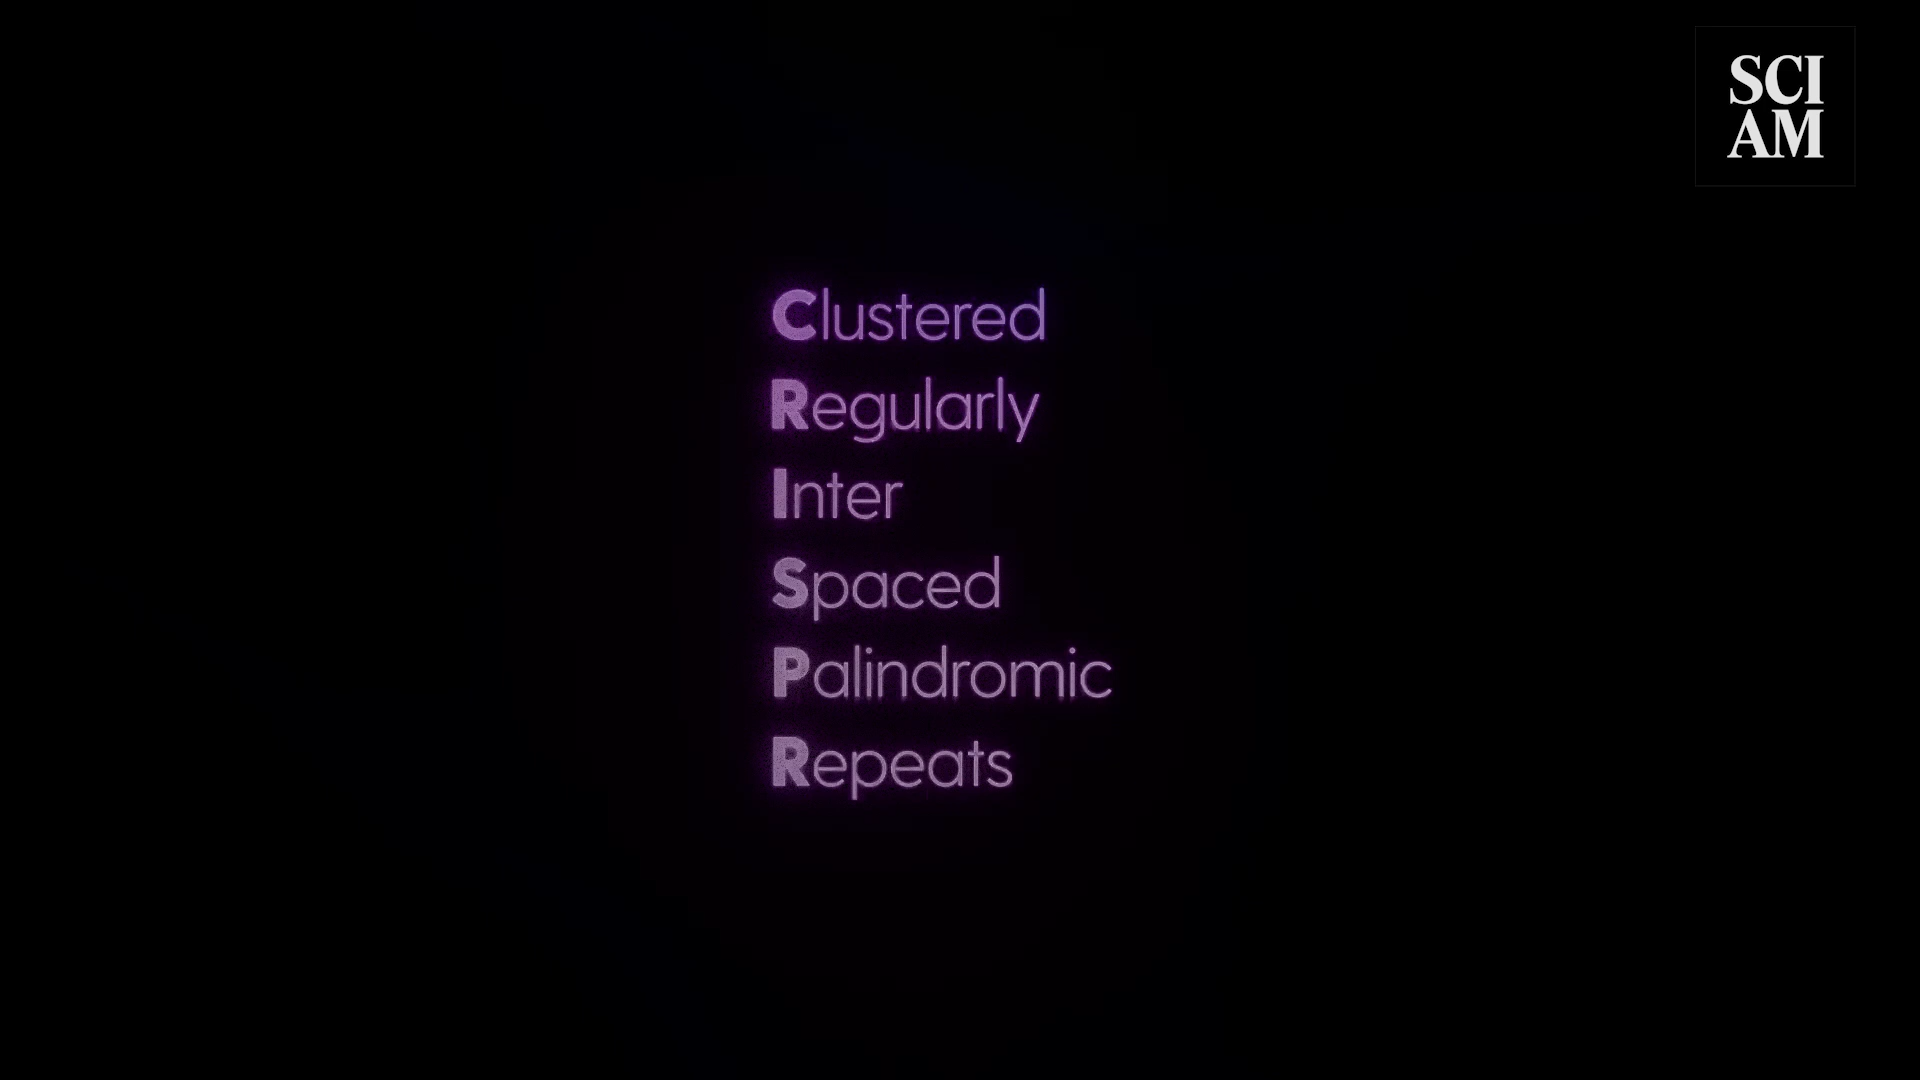 SCI
AM
Clustered
Regularly
Inter
Spaced
Palindromic
Repeats